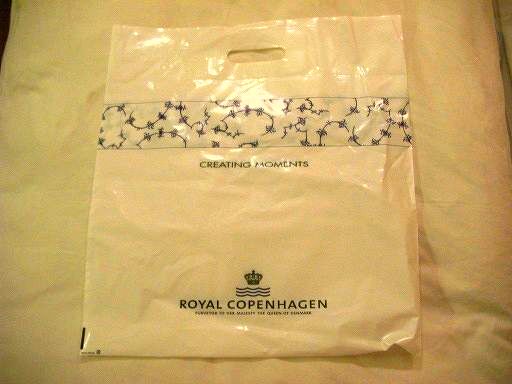 CREATING MOMENTS
ROYAL COPENHAGEN
PURVEYOR TO HER MAJESTY THE QUEEN OF DENMARK